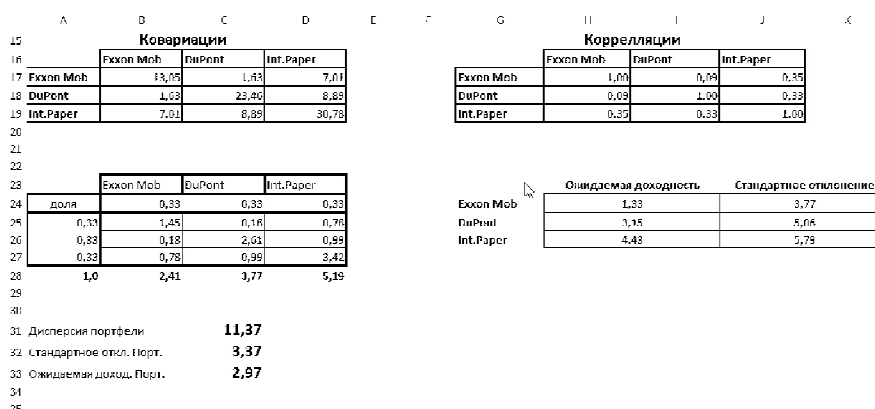 A B C D E F G H I J K
15 Ковариации Корреляции
16 Exxon Mob DuPont Int.Paper Exxon Mob DuPont Int.Paper
17 Exxon Mob 13,05 1,63 7,01 Exxon Mob 1,00 0,09 0,35
18 DuPont 1,63 23,46 8,89 DuPont 0.09 1.00 0.33
19 Int.Paper 7.01 8,89 30,78 Int.Paper 0.35 0.33 1.00
20
21
22
23 Exxon Mob DuPont Int.Paper Ожидаемая доходность Стандартное отклонение
24 доля 0,33 0,33 0,33 Exxon Mob 1,33 3,77
25 0,33 1,45 0,18 0,78 DuPont 3,15 5,06
26 0,33 0,18 2,61 0,99 Int.Paper 4.43 5,79
27 0,33 0,78 0,99 3,42
28 1,0 2,41 3,77 5,19
29
30
31 Дисперсия портфели 11,37
32 Стандартное откл. Порт. 3,37
33 Ожидаемая доход. Порт. 2,97
34